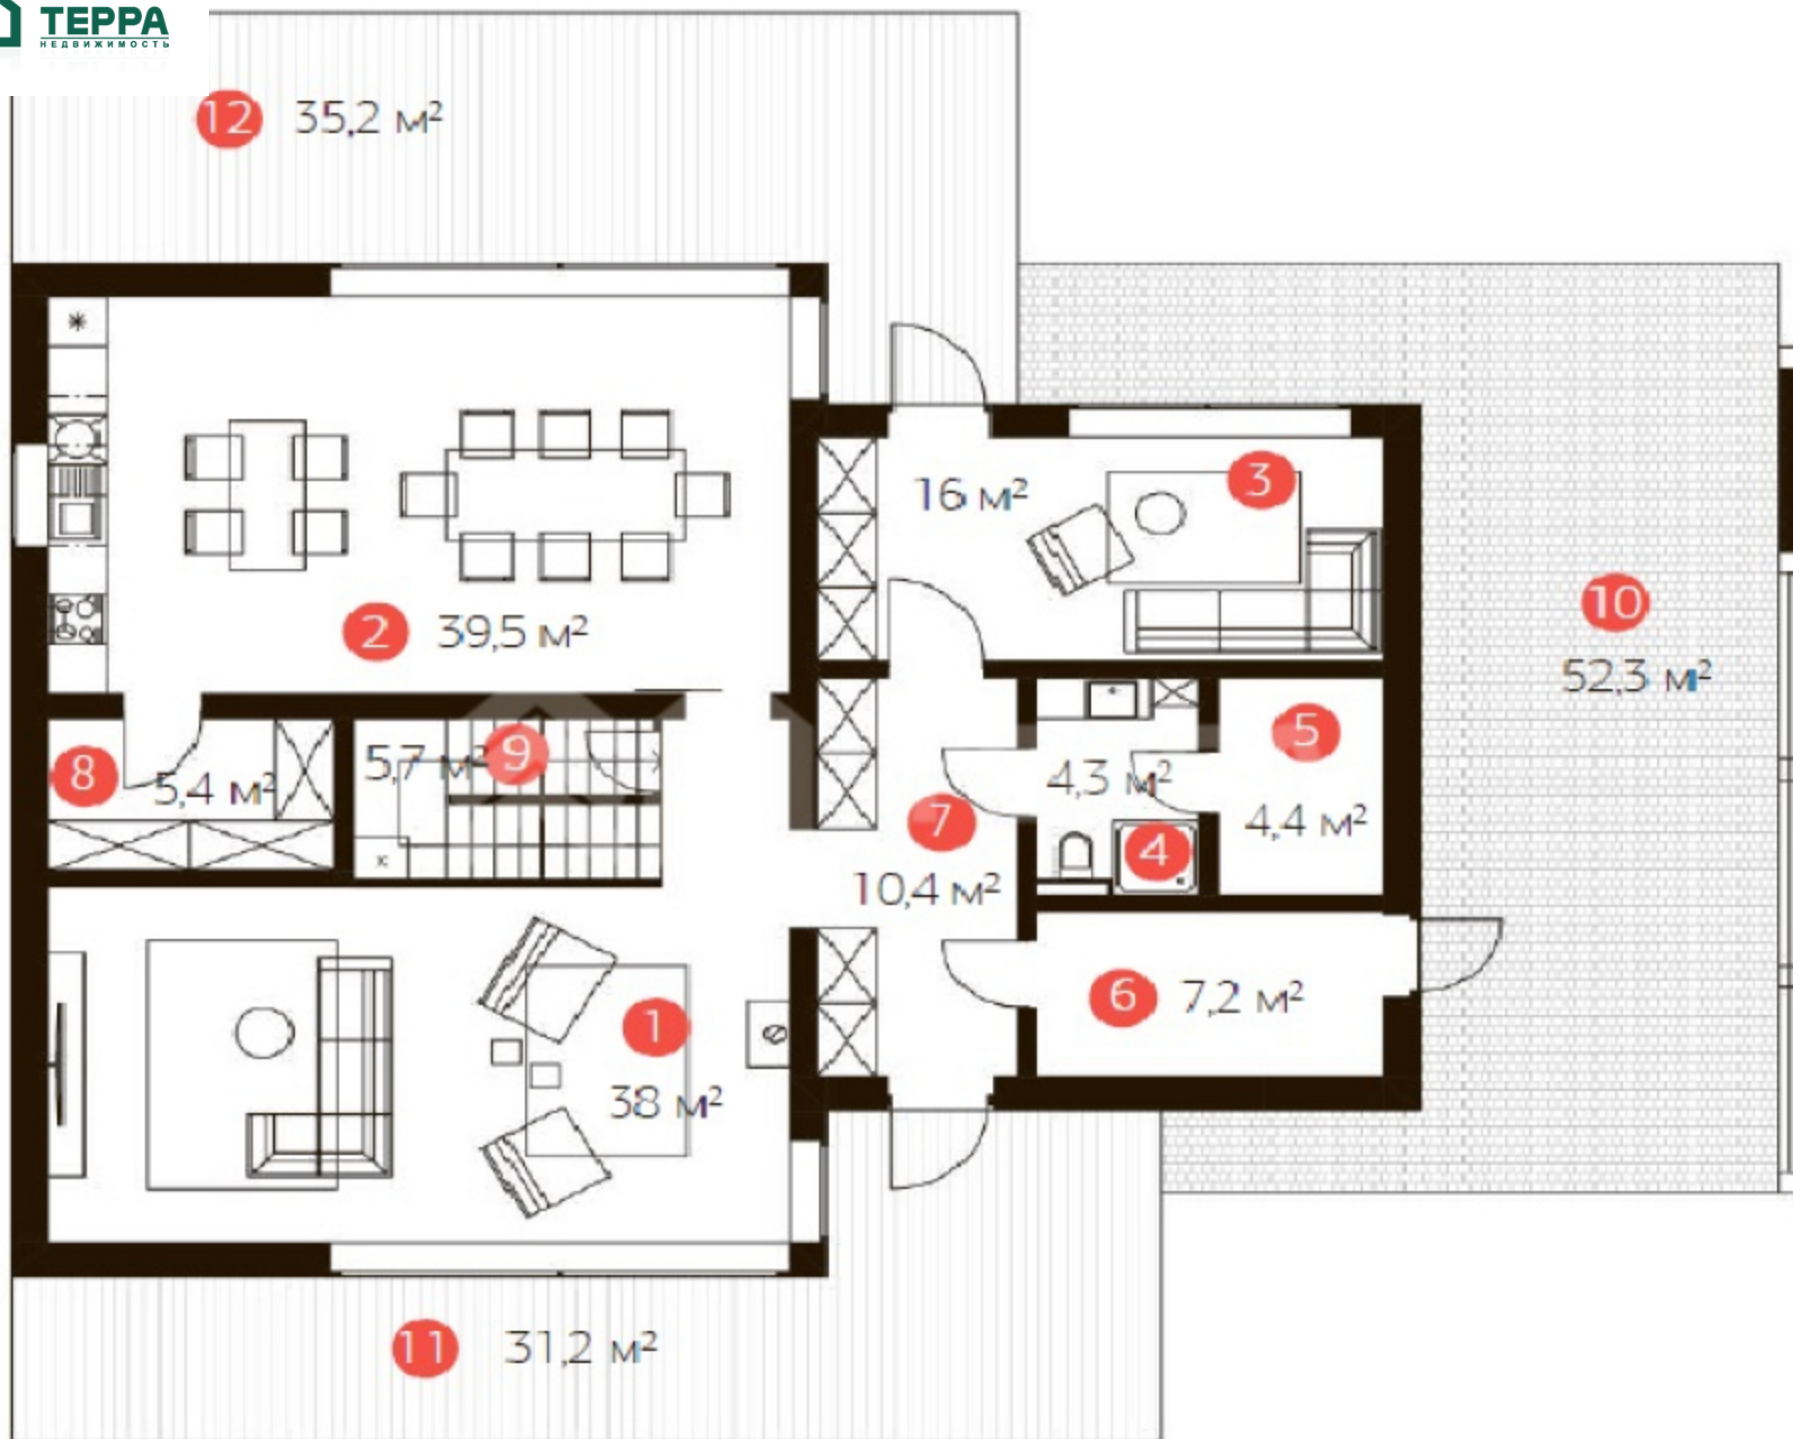 ТЕРРА
НЕДВИЖИМОСТЬ
12 35,2 м²
16 м² 3
2 39,5 м²
10
52,3 м²
8 5,4 м²
5,7 м² 9
7
10,4 м²
4,3 м²
4
5
4,4 м²
6 7,2 м²
1
38 м²
11 31,2 м²